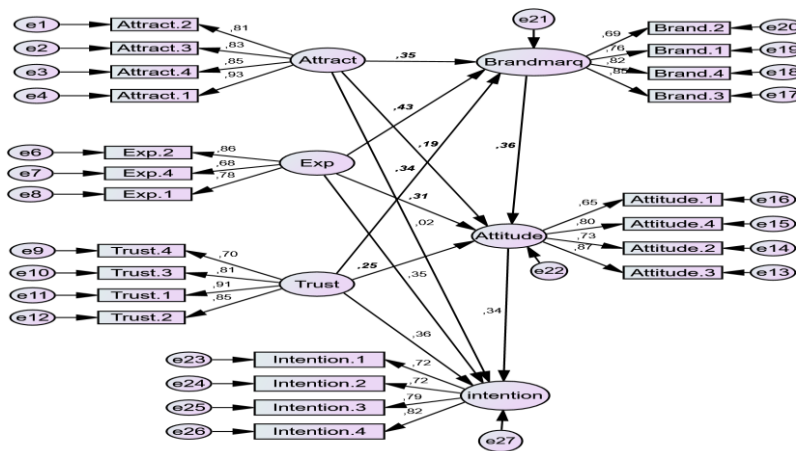 e1
Attract.2
,81
e2
Attract.3
,83
e3
Attract.4
,85
e4
Attract.1
,93
Attract
,35
e21
Brandmarq
,69
Brand.2
e20
,76
Brand.1
e19
,82
Brand.4
e18
Brand.3
e17
,43
,19
,36
e6
Exp.2
,86
e7
Exp.4
,68
e8
Exp.1
,78
Exp
,34
,31
,02
Attitude
,65
Attitude.1
e16
,80
Attitude.4
e15
,73
Attitude.2
e14
,87
Attitude.3
e13
e22
e9
Trust.4
,70
e10
Trust.3
,81
e11
Trust.1
,91
e12
Trust.2
,85
Trust
,25
,35
,34
,36
e23
Intention.1
,72
e24
Intention.2
,72
e25
Intention.3
,79
e26
Intention.4
,82
intention
e27